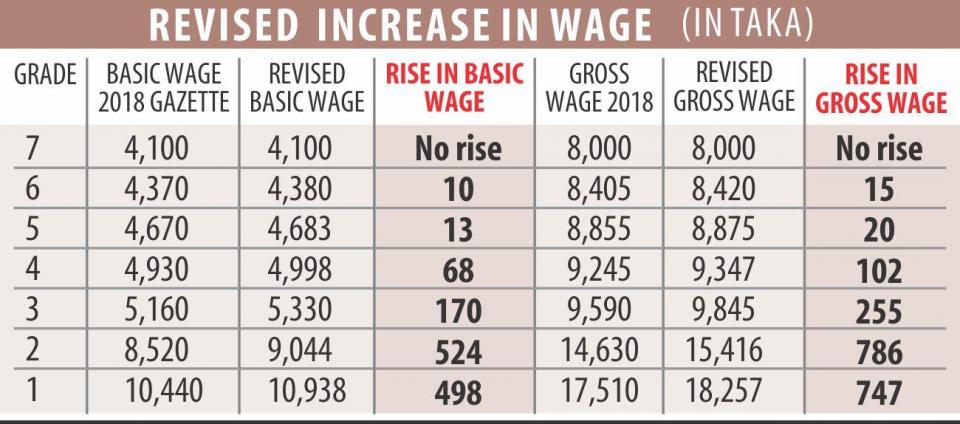 REVISED INCREASE IN WAGE (IN TAKA)
GRADE BASIC WAGE 2018 GAZETTE REVISED BASIC WAGE RISE IN BASIC WAGE GROSS WAGE 2018 REVISED GROSS WAGE RISE IN GROSS WAGE
7 4,100 4,100 No rise 8,000 8,000 No rise
6 4,370 4,380 10 8,405 8,420 15
5 4,670 4,683 13 8,855 8,875 20
4 4,930 4,998 68 9,245 9,347 102
3 5,160 5,330 170 9,590 9,845 255
2 8,520 9,044 524 14,630 15,416 786
1 10,440 10,938 498 17,510 18,257 747